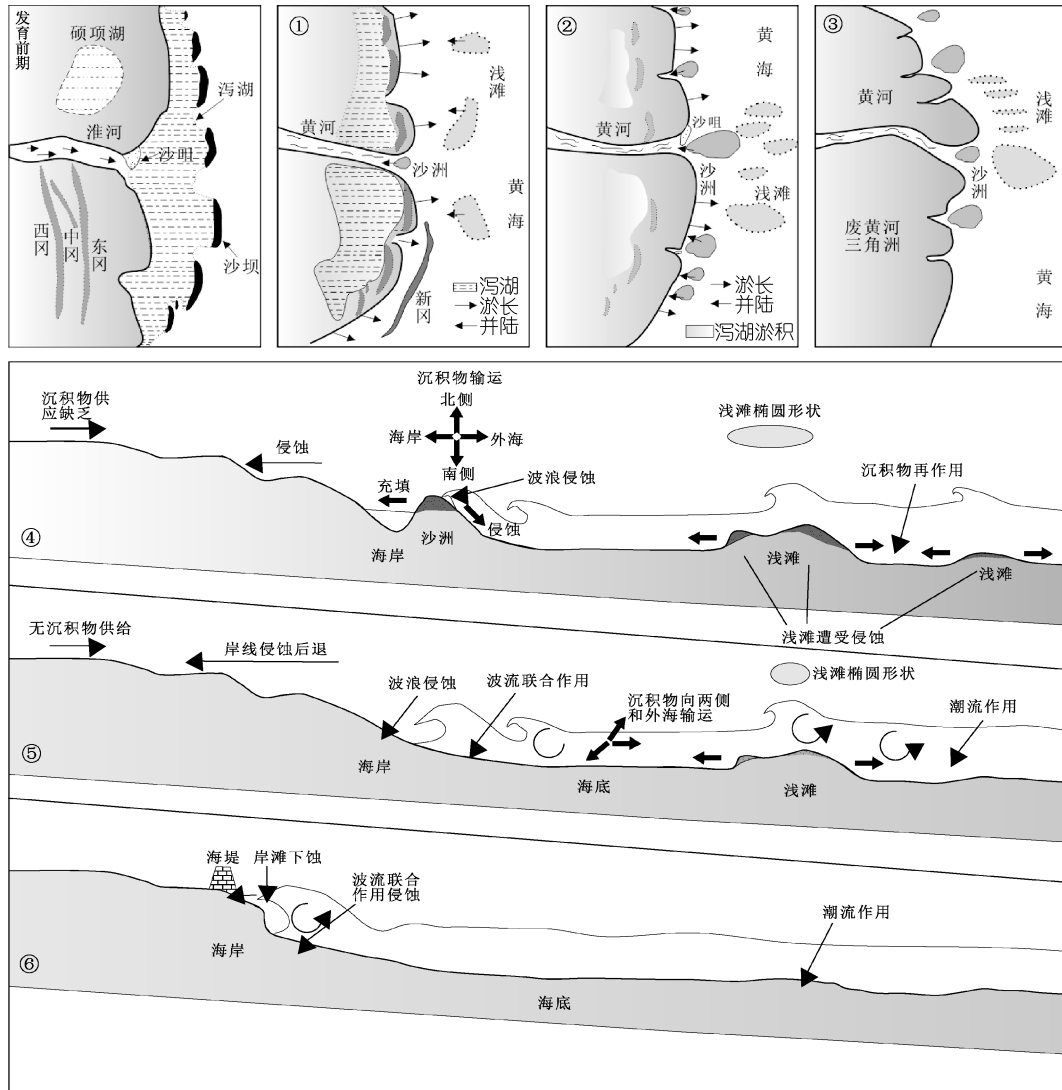 发育前期
硕项湖
泻湖
淮河
沙咀
西冈
中冈
东冈
沙坝
①
浅滩
黄河
沙洲
黄海
新冈
泻湖
淤长
并陆
②
黄海
黄河
沙咀
沙洲
浅滩
淤长
并陆
泻湖淤积
③
黄河
浅滩
沙洲
废黄河
三角洲
黄海
沉积物供
应缺乏
侵蚀
沉积物输运
北侧
海岸
外海
南侧
浅滩椭圆形状
充填
波浪侵蚀
沉积物再作用
侵蚀
④
海岸
沙洲
浅滩
浅滩
浅滩遭受侵蚀
无沉积物供给
岸线侵蚀后退
波浪侵蚀
波流联合作用
沉积物向两侧
和外海输运
浅滩椭圆形状
潮流作用
⑤
海岸
海底
浅滩
海堤
岸滩下蚀
波流联合
作用侵蚀
潮流作用
⑥
海岸
海底